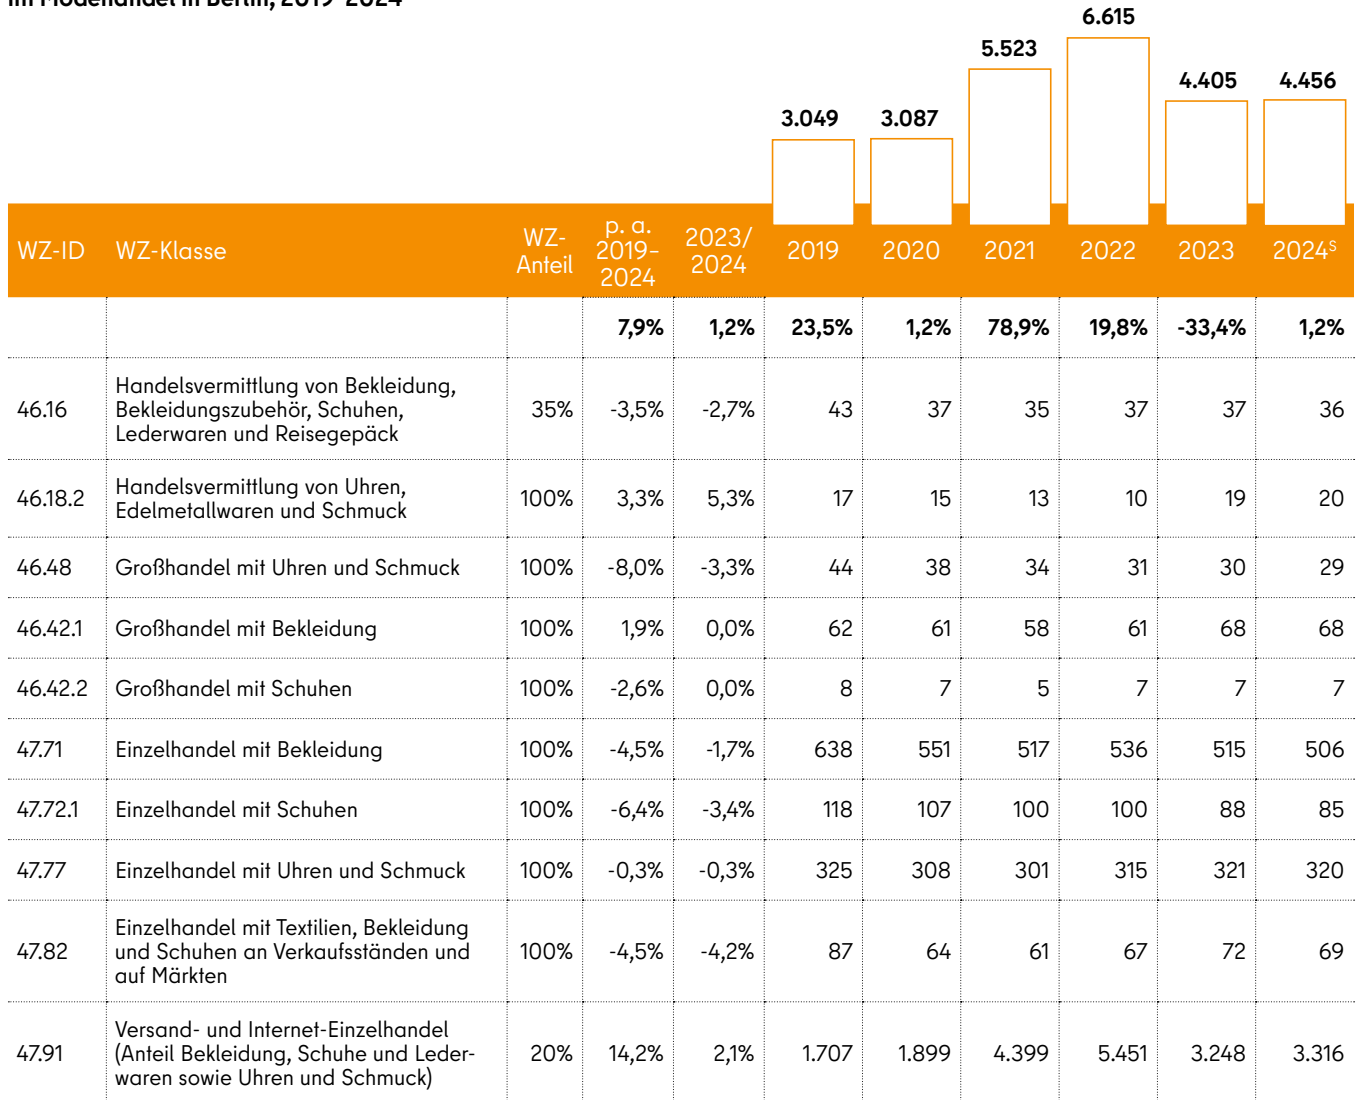 im Modehandel in Berlin, 2019–2024
3.049 3.087 5.523 6.615 4.405 4.456
WZ-ID WZ-Klasse WZ-Anteil p. a. 2019–2024 2023/2024 2019 2020 2021 2022 2023 2024ˢ
7,9% 1,2% 23,5% 1,2% 78,9% 19,8% -33,4% 1,2%
46.16 Handelsvermittlung von Bekleidung,
Bekleidungszubehör, Schuhen,
Lederwaren und Reisegepäck 35% -3,5% -2,7% 43 37 35 37 37 36
46.18.2 Handelsvermittlung von Uhren,
Edelmetallwaren und Schmuck 100% 3,3% 5,3% 17 15 13 10 19 20
46.48 Großhandel mit Uhren und Schmuck 100% -8,0% -3,3% 44 38 34 31 30 29
46.42.1 Großhandel mit Bekleidung 100% 1,9% 0,0% 62 61 58 61 68 68
46.42.2 Großhandel mit Schuhen 100% -2,6% 0,0% 8 7 5 7 7 7
47.71 Einzelhandel mit Bekleidung 100% -4,5% -1,7% 638 551 517 536 515 506
47.72.1 Einzelhandel mit Schuhen 100% -6,4% -3,4% 118 107 100 100 88 85
47.77 Einzelhandel mit Uhren und Schmuck 100% -0,3% -0,3% 325 308 301 315 321 320
47.82 Einzelhandel mit Textilien, Bekleidung
und Schuhen an Verkaufsständen und
auf Märkten 100% -4,5% -4,2% 87 64 61 67 72 69
47.91 Versand- und Internet-Einzelhandel
(Anteil Bekleidung, Schuhe und Leder-
waren sowie Uhren und Schmuck) 20% 14,2% 2,1% 1.707 1.899 4.399 5.451 3.248 3.316